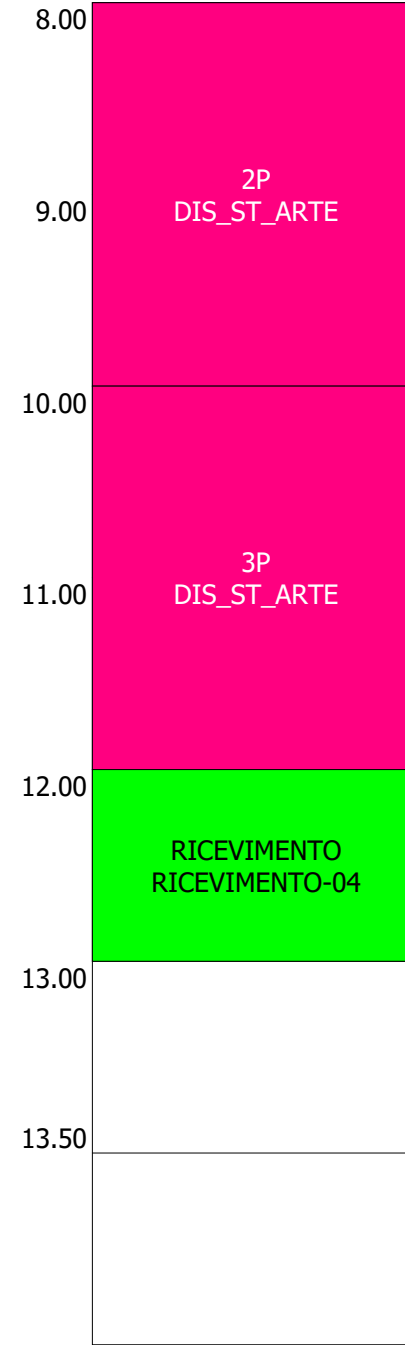 8.00
2P
9.00 DIS_ST_ARTE
10.00
3P
11.00 DIS_ST_ARTE
12.00
RICEVIMENTO
RICEVIMENTO-04
13.00
13.50